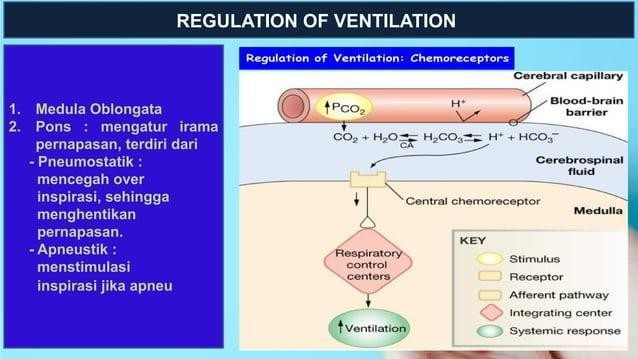 REGULATION OF VENTILATION
1. Medula Oblongata
2. Pons : mengatur irama
pernapasan, terdiri dari
- Pneumostatik :
mencegah over
inspirasi, sehingga
menghentikan
pernapasan.
- Apneustik :
menstimulasi
inspirasi jika apneu
Regulation of Ventilation: Chemoreceptors
Cerebral capillary
↑PCO₂
H⁺
Blood-brain
barrier
CO₂ + H₂O ⇌ H₂CO₃ ⇌ H⁺ + HCO₃⁻
CA
Cerebrospinal
fluid
Central chemoreceptor
Medulla
Respiratory
control
centers
↑Ventilation
KEY
Stimulus
Receptor
Afferent pathway
Integrating center
Systemic response